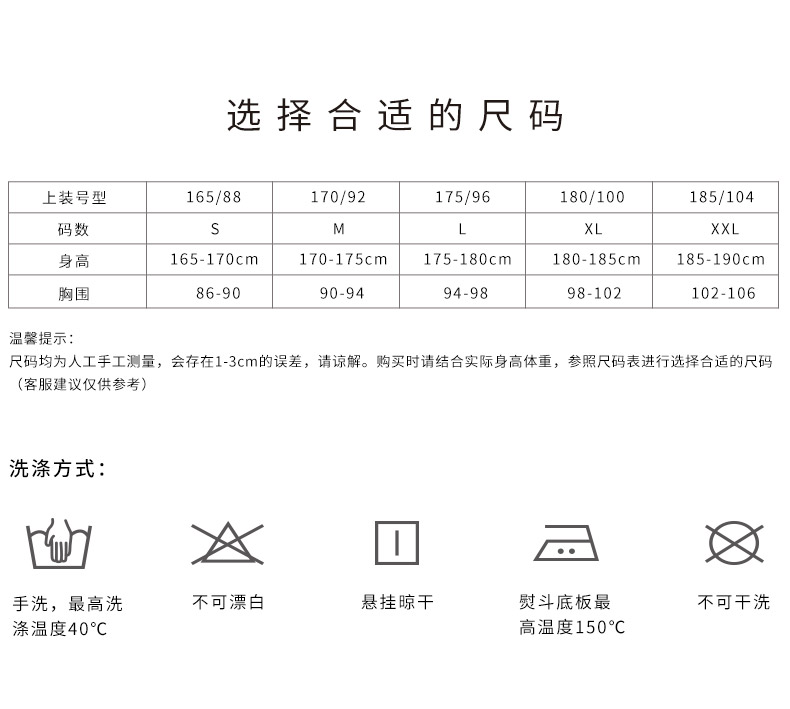 选择合适的尺码
上装号型 165/88 170/92 175/96 180/100 185/104
码数 S M L XL XXL
身高 165-170cm 170-175cm 175-180cm 180-185cm 185-190cm
胸围 86-90 90-94 94-98 98-102 102-106
温馨提示：
尺码均为人工手工测量，会存在1-3cm的误差，请谅解。购买时请结合实际身高体重，参照尺码表进行选择合适的尺码
（客服建议仅供参考）
洗涤方式：
手洗，最高洗
涤温度40℃
不可漂白
悬挂晾干
熨斗底板最
高温度150℃
不可干洗